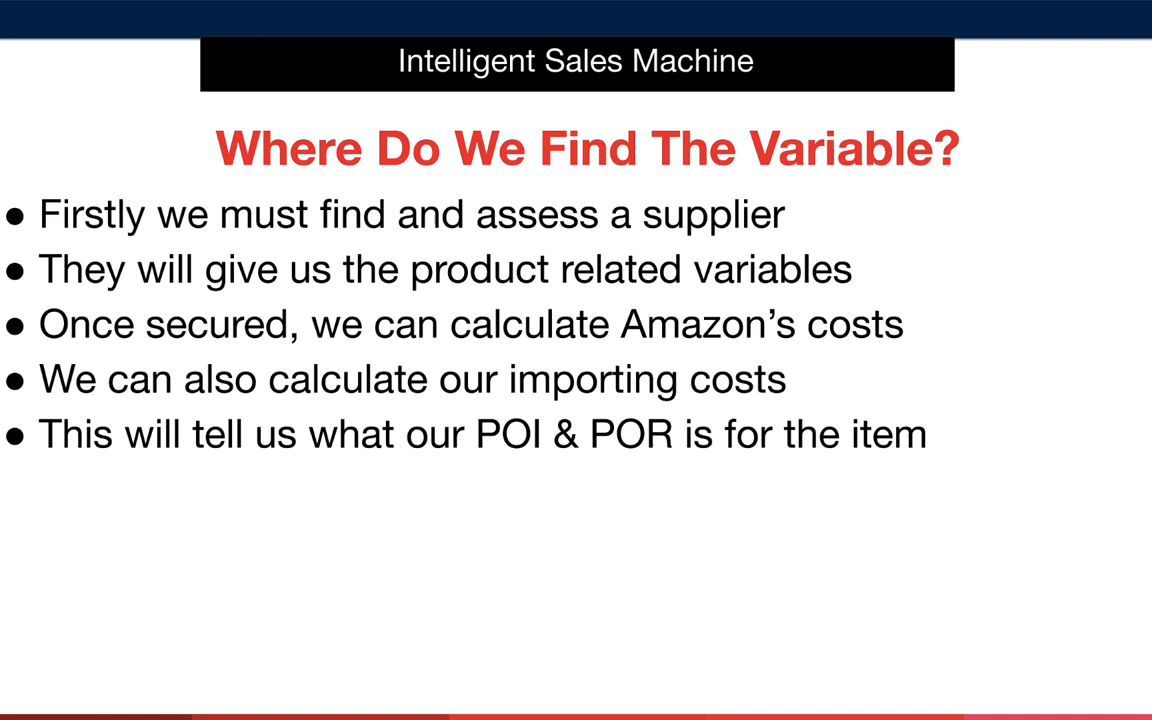 Intelligent Sales Machine
Where Do We Find The Variable?
● Firstly we must find and assess a supplier
● They will give us the product related variables
● Once secured, we can calculate Amazon’s costs
● We can also calculate our importing costs
● This will tell us what our POI & POR is for the item